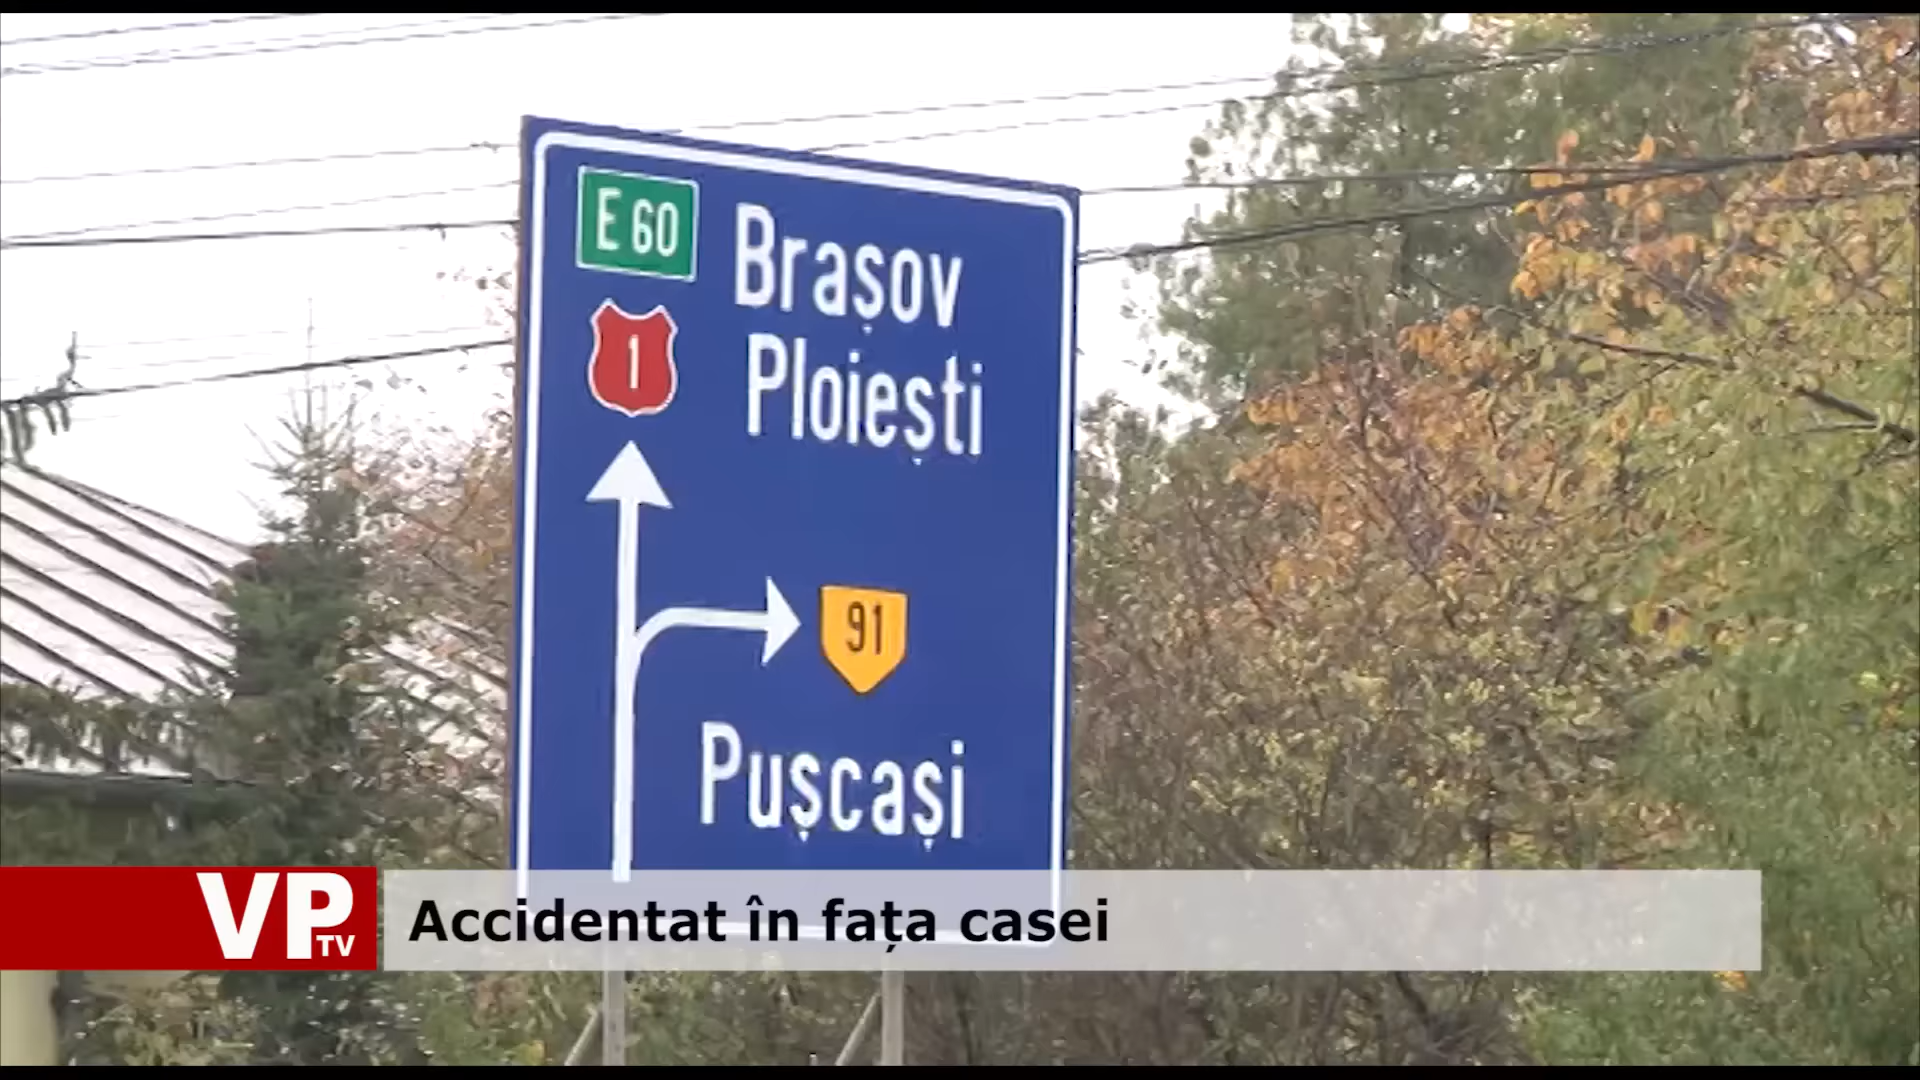 E 60
Brașov
1
Ploiești
91
Pușcași
VP TV
Accidentat în fața casei